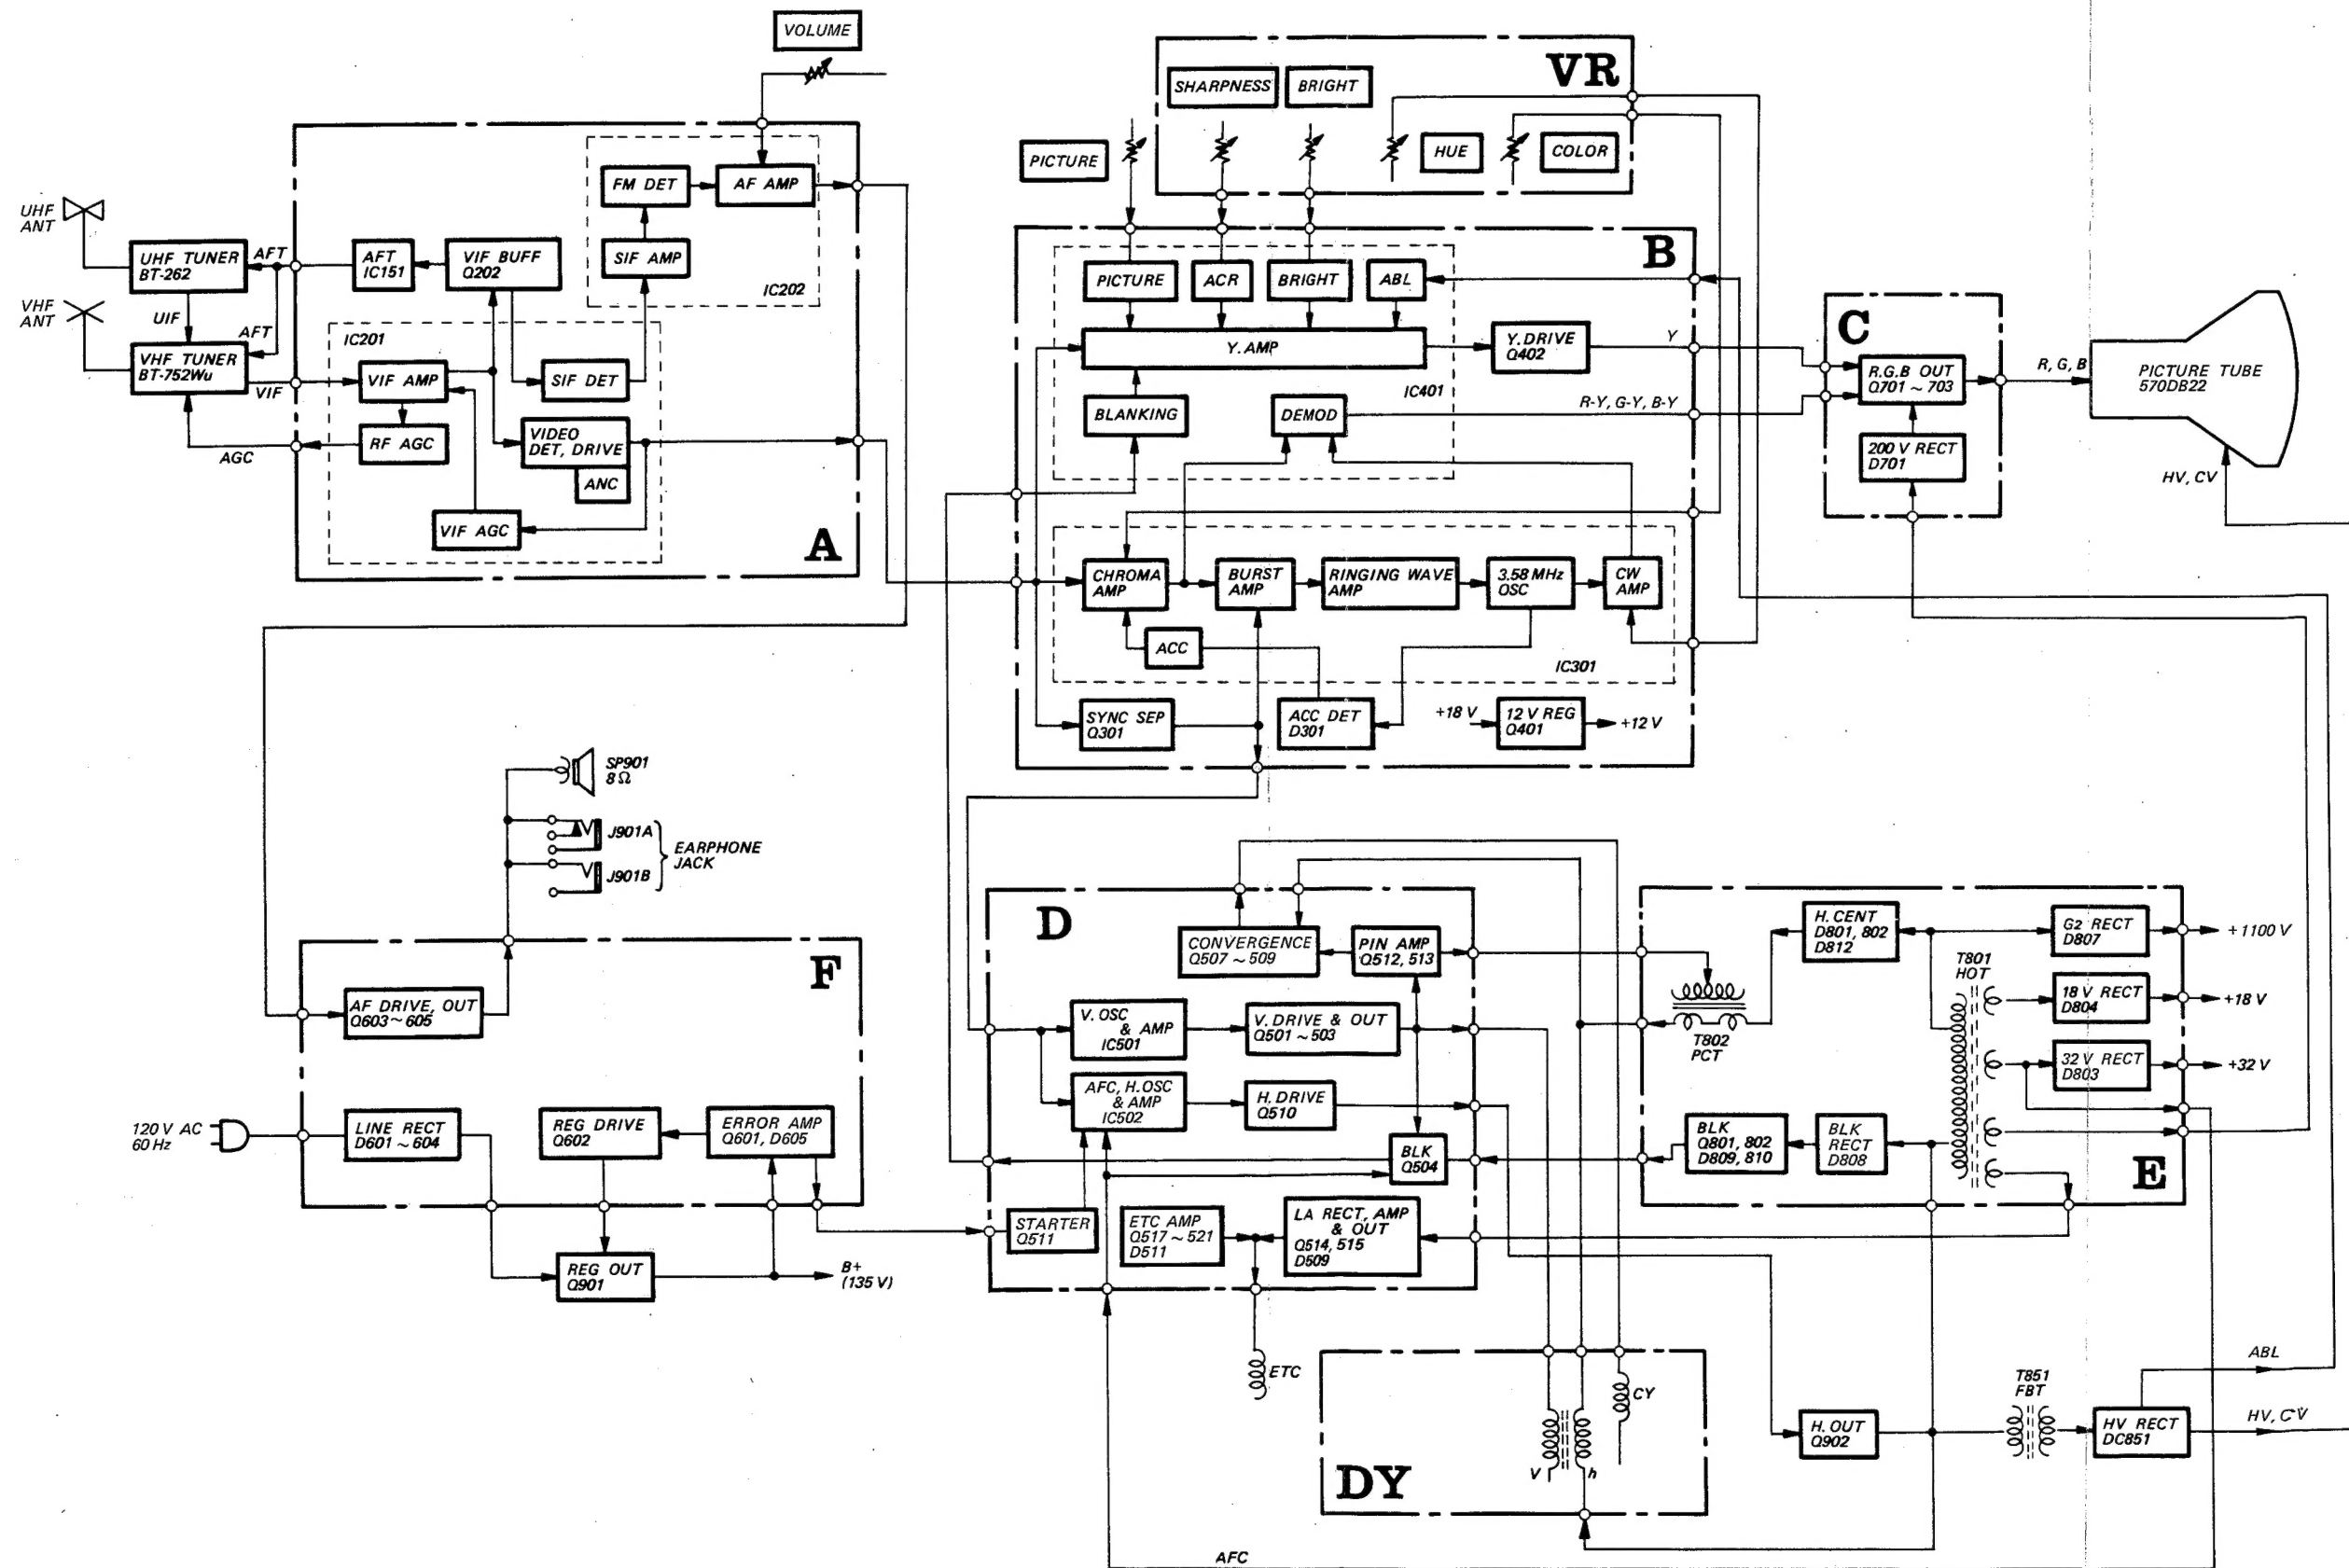 VOLUME
UHF
ANT
VHF
ANT
UHF TUNER
BT-262
UIF
VHF TUNER
BT-752Wu
AFT
AFT
VIF
AGC
AFT
IC151
VIF BUFF
Q202
FM DET
AF AMP
SIF AMP
IC202
IC201
VIF AMP
SIF DET
RF AGC
VIDEO
DET, DRIVE
ANC
VIF AGC
A
VR
SHARPNESS
BRIGHT
PICTURE
HUE
COLOR
B
PICTURE
ACR
BRIGHT
ABL
Y.AMP
Y.DRIVE
Q402
Y
IC401
BLANKING
DEMOD
R-Y, G-Y, B-Y
CHROMA
AMP
BURST
AMP
RINGING WAVE
AMP
3.58 MHz
OSC
CW
AMP
ACC
IC301
SYNC SEP
Q301
ACC DET
D301
+18 V
12 V REG
Q401
+12 V
C
R.G.B OUT
Q701 ~ 703
200 V RECT
D701
R, G, B
PICTURE TUBE
570DB22
HV, CV
SP901
8Ω
J901A
J901B
EARPHONE
JACK
F
AF DRIVE, OUT
Q603~605
120 V AC
60 Hz
LINE RECT
D601 ~ 604
REG DRIVE
Q602
ERROR AMP
Q601, D605
REG OUT
Q901
B+
(135 V)
D
CONVERGENCE
Q507 ~ 509
PIN AMP
Q512, 513
V. OSC
& AMP
IC501
V. DRIVE & OUT
Q501 ~ 503
AFC, H.OSC
& AMP
IC502
H. DRIVE
Q510
BLK
Q504
STARTER
Q511
ETC AMP
Q517 ~ 521
D511
LA RECT, AMP
& OUT
Q514, 515
D509
ETC
AFC
DY
V
h
CY
E
H. CENT
D801, 802
D812
G2 RECT
D807
+1100 V
T801
HOT
18 V RECT
D804
+18 V
32 V RECT
D803
+32 V
T802
PCT
BLK
Q801, 802
D809, 810
BLK
RECT
D808
H. OUT
Q902
T851
FBT
HV RECT
DC851
ABL
HV, CV